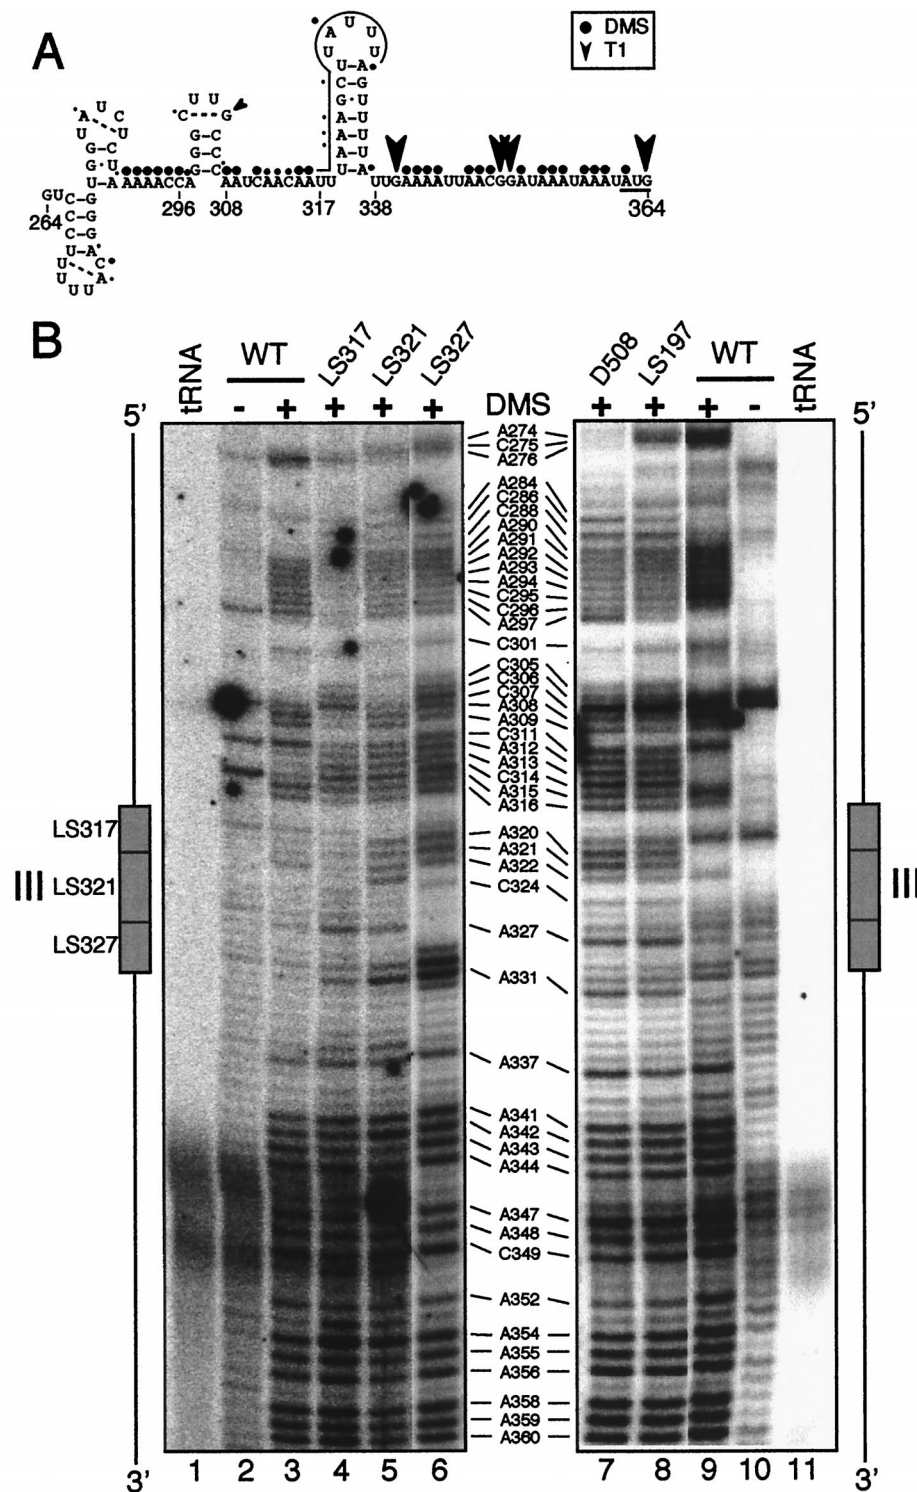 A
DMS
T1
AAAAACCA
AAUCAACAAUU
UUGAAAAUUAACGGAUAAAUAAAUAUG
264
296
308
317
338
364
B
tRNA
WT
LS317
LS321
LS327
D508
LS197
WT
tRNA
- + + + + DMS + + + -
5' 5'
A274
C275
A276
A284
C286
C288
A290
A291
A292
A293
A294
C295
C296
A297
C301
C305
C306
C307
A308
A309
C311
A312
A313
C314
A315
A316
A320
A321
A322
C324
A327
A331
A337
A341
A342
A343
A344
A347
A348
C349
A352
A354
A355
A356
A358
A359
A360
LS317
III LS321 III
LS327
3' 1 2 3 4 5 6 7 8 9 10 11 3'